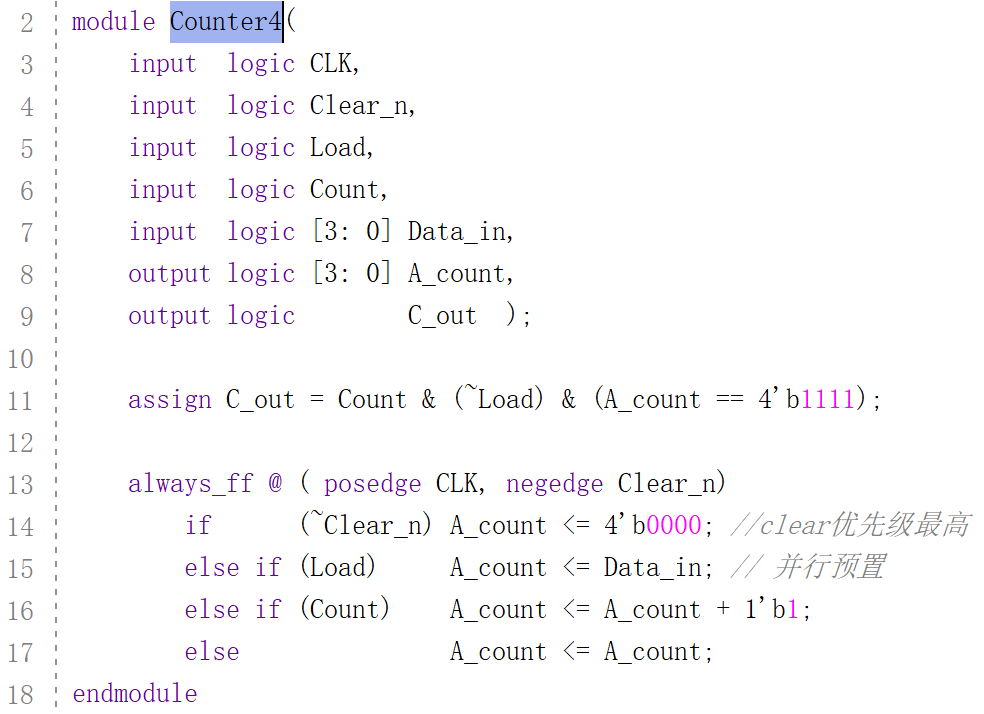 2 module Counter4(
3 input logic CLK,
4 input logic Clear_n,
5 input logic Load,
6 input logic Count,
7 input logic [3: 0] Data_in,
8 output logic [3: 0] A_count,
9 output logic C_out );
10
11 assign C_out = Count & (~Load) & (A_count == 4'b1111);
12
13 always_ff @ ( posedge CLK, negedge Clear_n)
14 if (~Clear_n) A_count <= 4'b0000; //clear优先级最高
15 else if (Load) A_count <= Data_in; // 并行预置
16 else if (Count) A_count <= A_count + 1'b1;
17 else A_count <= A_count;
18 endmodule